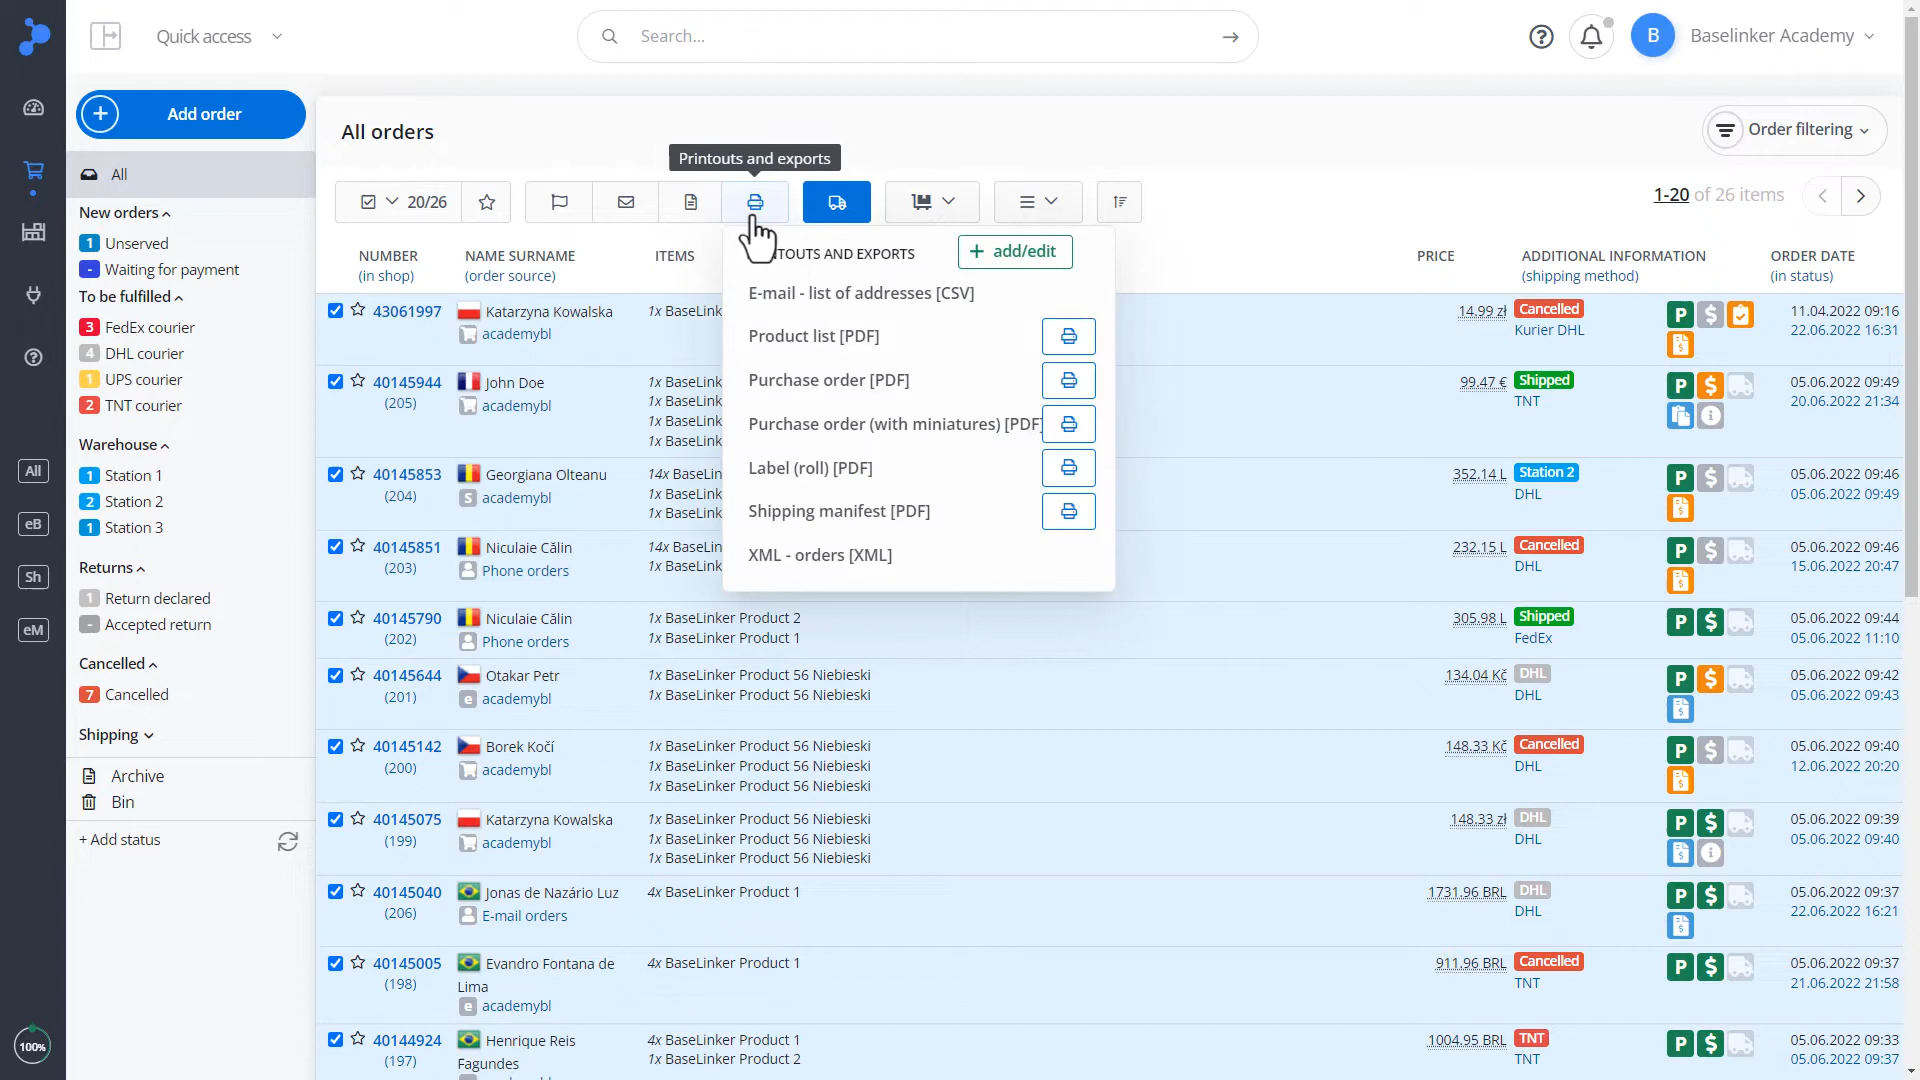 Quick access
Search...
B
Baselinker Academy
Add order
All
New orders
1 Unserved
- Waiting for payment
To be fulfilled
3 FedEx courier
4 DHL courier
1 UPS courier
2 TNT courier
Warehouse
1 Station 1
2 Station 2
1 Station 3
Returns
1 Return declared
- Accepted return
Cancelled
7 Cancelled
Shipping
Archive
Bin
+ Add status
All
eB
Sh
eM
100%
All orders
Order filtering
Printouts and exports
20/26
1-20 of 26 items
NUMBER
(in shop)
NAME SURNAME
(order source)
ITEMS
PRICE
ADDITIONAL INFORMATION
(shipping method)
ORDER DATE
(in status)
TOUTS AND EXPORTS
+ add/edit
E-mail - list of addresses [CSV]
Product list [PDF]
Purchase order [PDF]
Purchase order (with miniatures) [PDF]
Label (roll) [PDF]
Shipping manifest [PDF]
XML - orders [XML]
43061997 Katarzyna Kowalska 1x BaseLink 14.99 zł Cancelled P $ 11.04.2022 09:16
academybl Kurier DHL 22.06.2022 16:31
40145944 John Doe 1x BaseLink 99.47 € Shipped P $ 05.06.2022 09:49
(205) academybl 1x BaseLink TNT 20.06.2022 21:34
1x BaseLink
1x BaseLink
40145853 Georgiana Olteanu 14x BaseLin 352.14 L Station 2 P $ 05.06.2022 09:46
(204) S academybl 1x BaseLink DHL 05.06.2022 09:49
1x BaseLink
40145851 Niculaie Călin 14x BaseLin 232.15 L Cancelled P $ 05.06.2022 09:46
(203) Phone orders 1x BaseLink DHL 15.06.2022 20:47
40145790 Niculaie Călin 1x BaseLinker Product 2 305.98 L Shipped P $ 05.06.2022 09:44
(202) Phone orders 1x BaseLinker Product 1 FedEx 05.06.2022 11:10
40145644 Otakar Petr 1x BaseLinker Product 56 Niebieski 134.04 Kč DHL P $ 05.06.2022 09:42
(201) e academybl 1x BaseLinker Product 56 Niebieski DHL 05.06.2022 09:43
40145142 Borek Kočí 1x BaseLinker Product 56 Niebieski 148.33 Kč Cancelled P $ 05.06.2022 09:40
(200) academybl 1x BaseLinker Product 56 Niebieski DHL 12.06.2022 20:20
1x BaseLinker Product 56 Niebieski
40145075 Katarzyna Kowalska 1x BaseLinker Product 56 Niebieski 148.33 zł DHL P $ 05.06.2022 09:39
(199) academybl 1x BaseLinker Product 56 Niebieski DHL 05.06.2022 09:40
1x BaseLinker Product 56 Niebieski
40145040 Jonas de Nazário Luz 4x BaseLinker Product 1 1731.96 BRL DHL P $ 05.06.2022 09:37
(206) E-mail orders DHL 22.06.2022 16:21
40145005 Evandro Fontana de 4x BaseLinker Product 1 911.96 BRL Cancelled P $ 05.06.2022 09:37
(198) Lima TNT 21.06.2022 21:58
e academybl
40144924 Henrique Reis 4x BaseLinker Product 1 1004.95 BRL TNT P $ 05.06.2022 09:33
(197) Fagundes 1x BaseLinker Product 2 TNT 05.06.2022 09:37